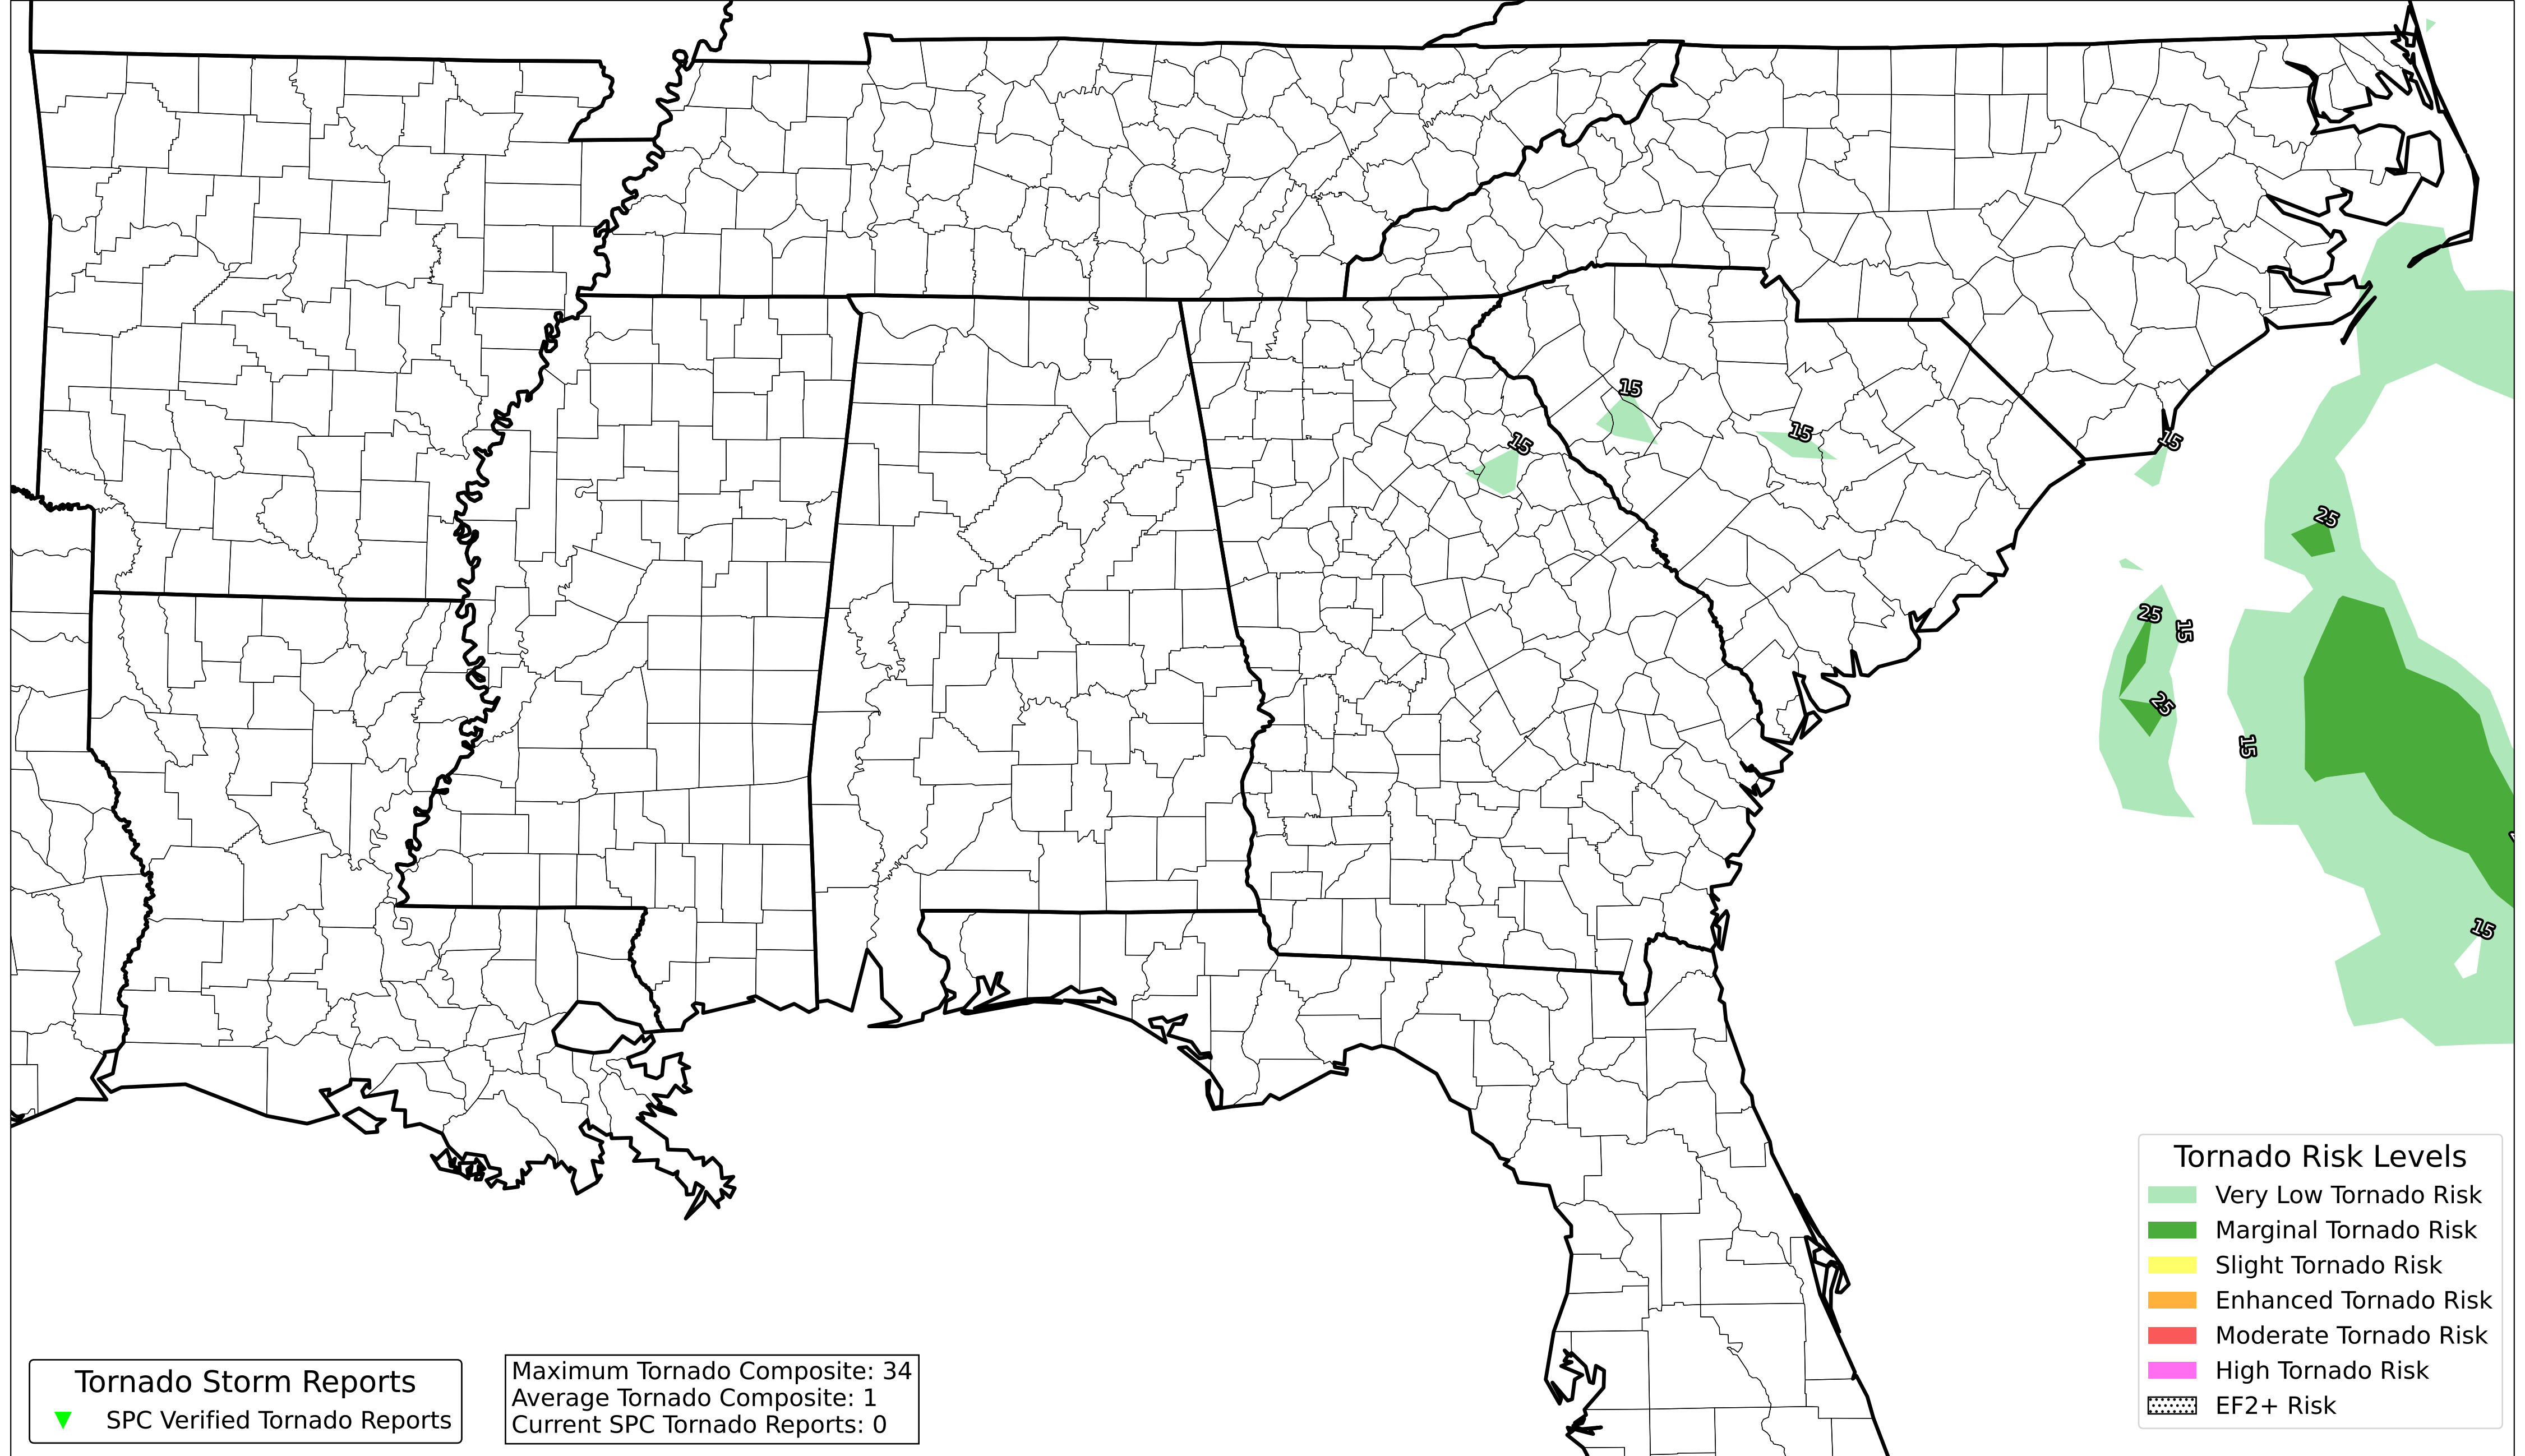 15
15
15
15
25
25
15
25
15
15
Tornado Risk Levels
Very Low Tornado Risk
Marginal Tornado Risk
Slight Tornado Risk
Enhanced Tornado Risk
Moderate Tornado Risk
High Tornado Risk
EF2+ Risk
Tornado Storm Reports
SPC Verified Tornado Reports
Maximum Tornado Composite: 34
Average Tornado Composite: 1
Current SPC Tornado Reports: 0